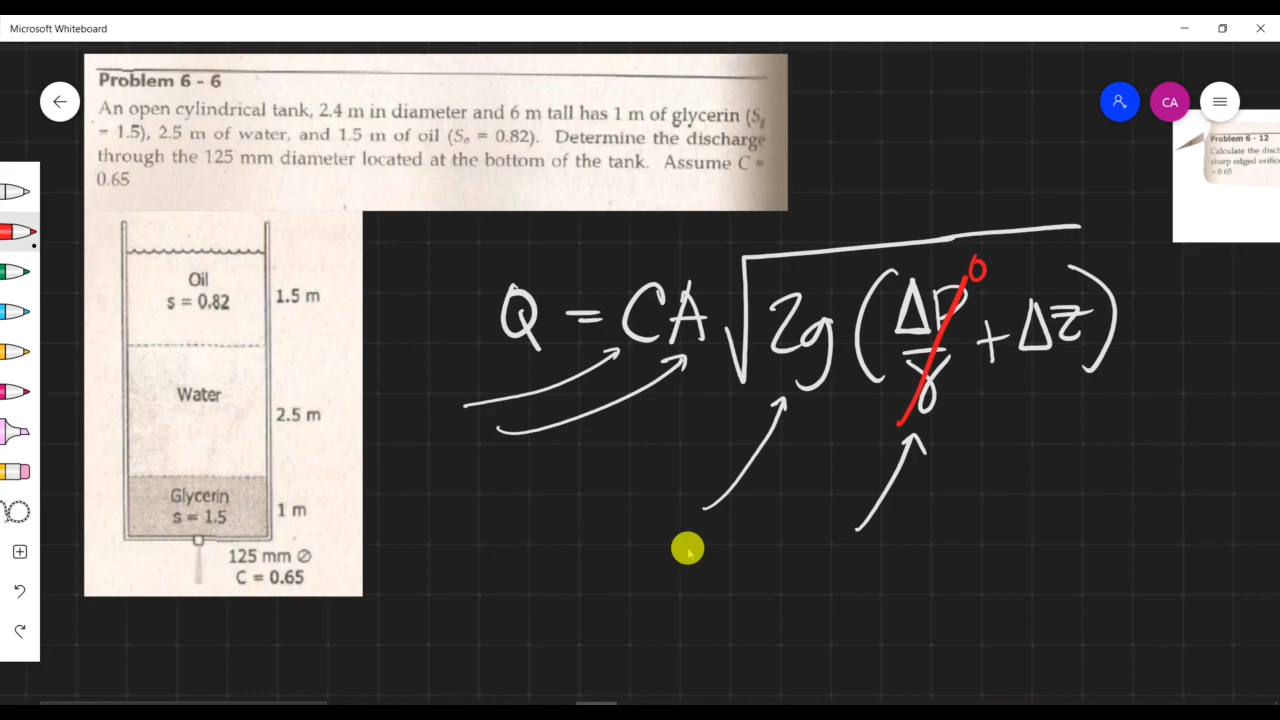 Microsoft Whiteboard
Problem 6 - 6
An open cylindrical tank, 2.4 m in diameter and 6 m tall has 1 m of glycerin (Sg
= 1.5), 2.5 m of water, and 1.5 m of oil (So = 0.82). Determine the discharge
through the 125 mm diameter located at the bottom of the tank. Assume C =
0.65
CA
Problem 6 - 12
Calculate the disch
sharp edged orific
= 0.65
Oil
s = 0.82
1.5 m
Water
2.5 m
Glycerin
s = 1.5
1 m
125 mm ∅
C = 0.65
Q = CA √2g (ΔP/γ + Δz)
0